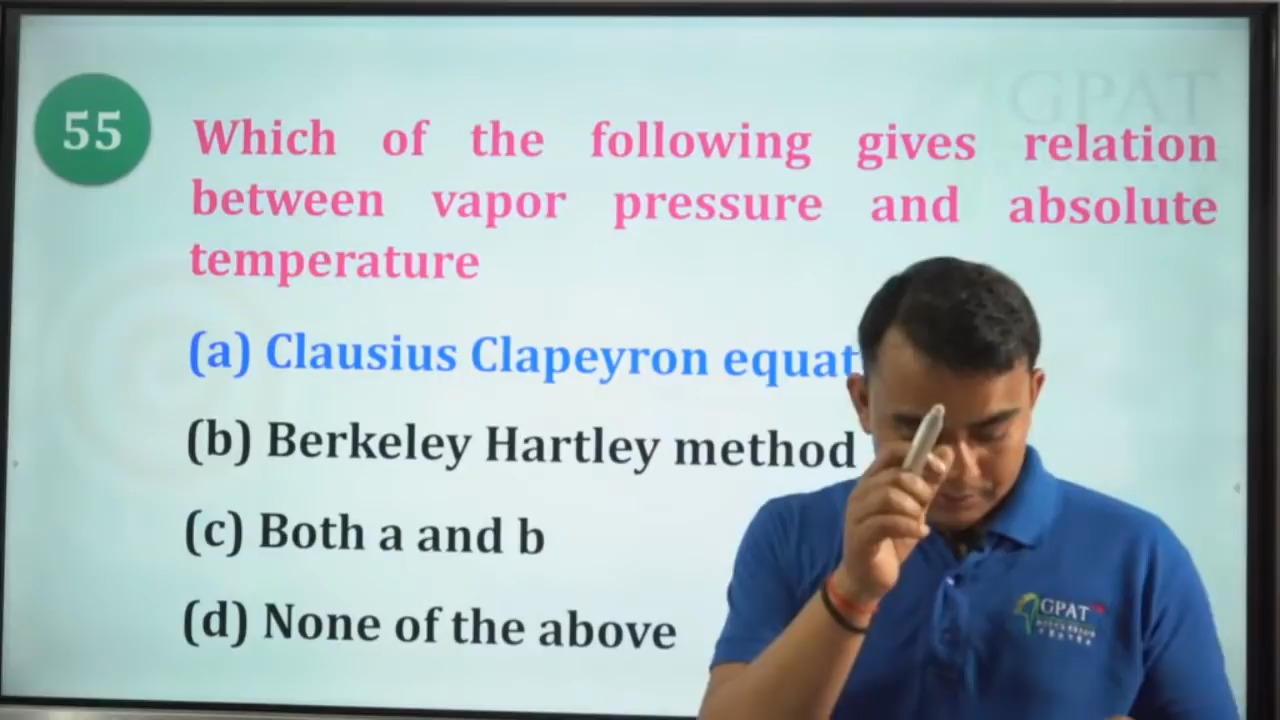 GPAT
55
Which of the following gives relation
between vapor pressure and absolute
temperature
(a) Clausius Clapeyron equat
(b) Berkeley Hartley method
(c) Both a and b
(d) None of the above
GPAT